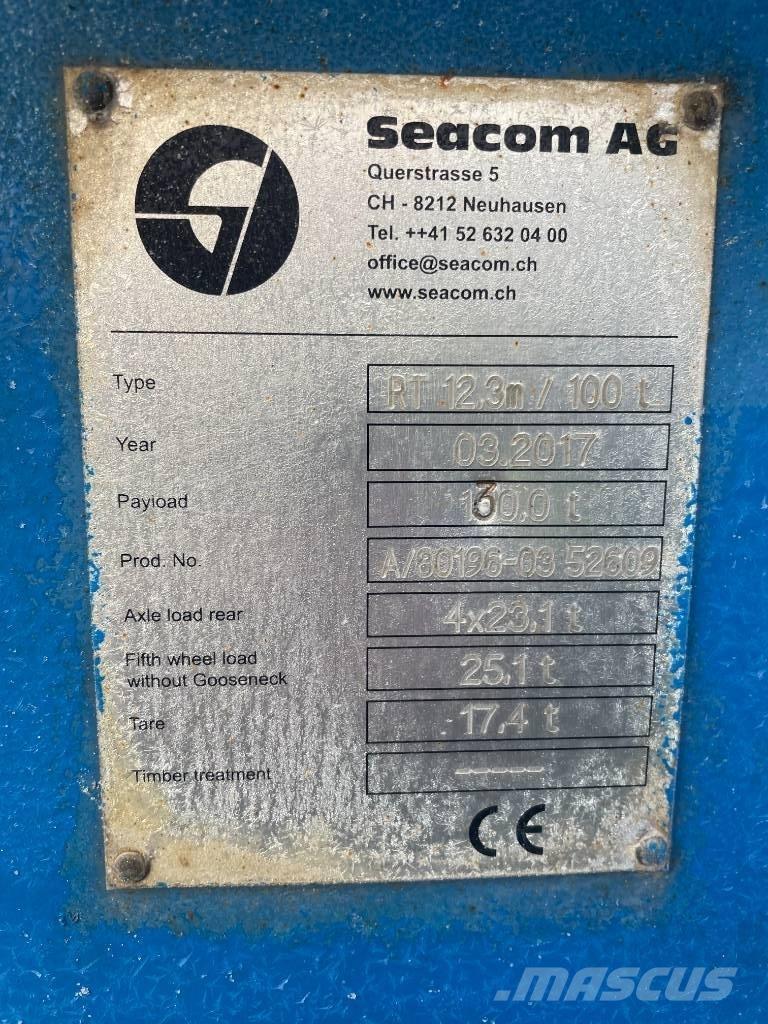 Seacom AG
Querstrasse 5
CH - 8212 Neuhausen
Tel. ++41 52 632 04 00
office@seacom.ch
www.seacom.ch
Type RT 12,3m / 100 t
Year 03.2017
Payload 130.0 t
Prod. No. A/80196-03 52609
Axle load rear 4x23,1 t
Fifth wheel load
without Gooseneck 25,1 t
Tare 17,4 t
Timber treatment -----
CE
MASCUS